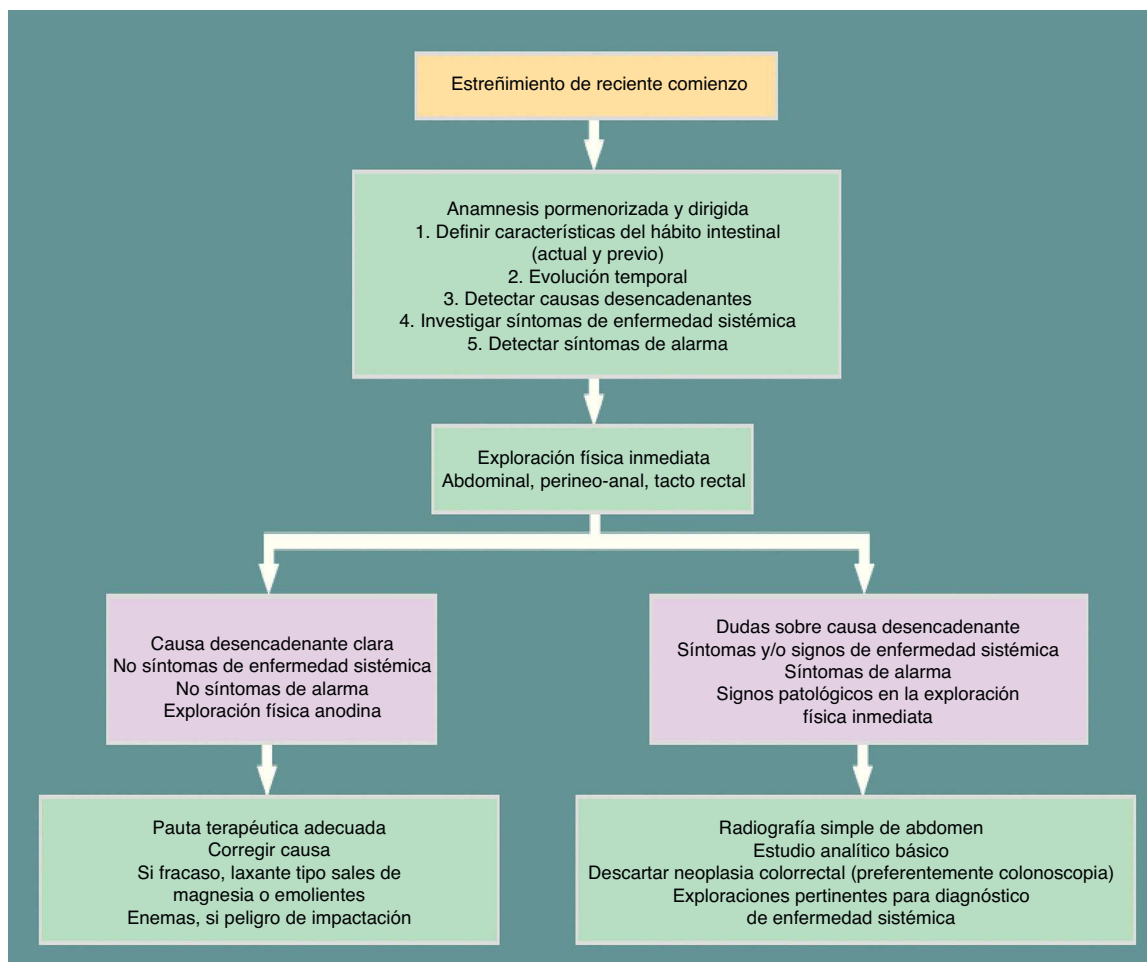 Estreñimiento de reciente comienzo
Anamnesis pormenorizada y dirigida
1. Definir características del hábito intestinal
(actual y previo)
2. Evolución temporal
3. Detectar causas desencadenantes
4. Investigar síntomas de enfermedad sistémica
5. Detectar síntomas de alarma
Exploración física inmediata
Abdominal, perineo-anal, tacto rectal
Causa desencadenante clara
No síntomas de enfermedad sistémica
No síntomas de alarma
Exploración física anodina
Dudas sobre causa desencadenante
Síntomas y/o signos de enfermedad sistémica
Síntomas de alarma
Signos patológicos en la exploración
física inmediata
Pauta terapéutica adecuada
Corregir causa
Si fracaso, laxante tipo sales de
magnesia o emolientes
Enemas, si peligro de impactación
Radiografía simple de abdomen
Estudio analítico básico
Descartar neoplasia colorrectal (preferentemente colonoscopia)
Exploraciones pertinentes para diagnóstico
de enfermedad sistémica